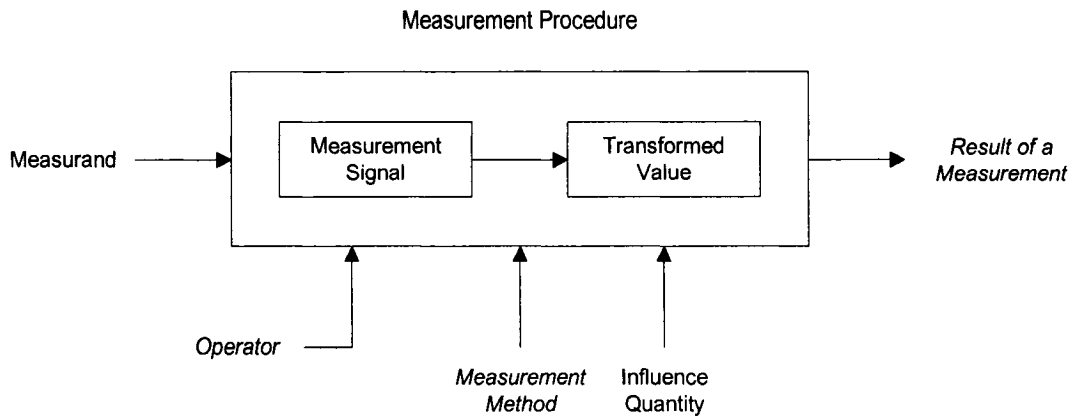 Measurement Procedure
Measurand
Measurement
Signal
Transformed
Value
Result of a
Measurement
Operator
Measurement
Method
Influence
Quantity